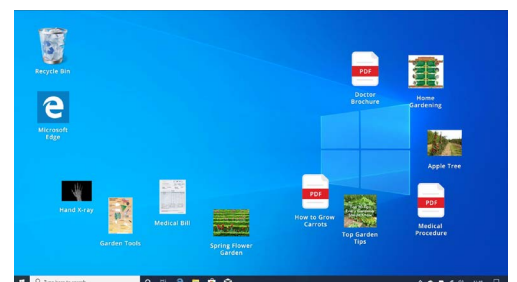 Recycle Bin
PDF
Doctor
Brochure
Home
Gardening
Microsoft
Edge
Apple Tree
Hand X-ray
Garden Tools
Medical Bill
Spring Flower
Garden
PDF
How to Grow
Carrots
Top Garden
Tips
PDF
Medical
Procedure